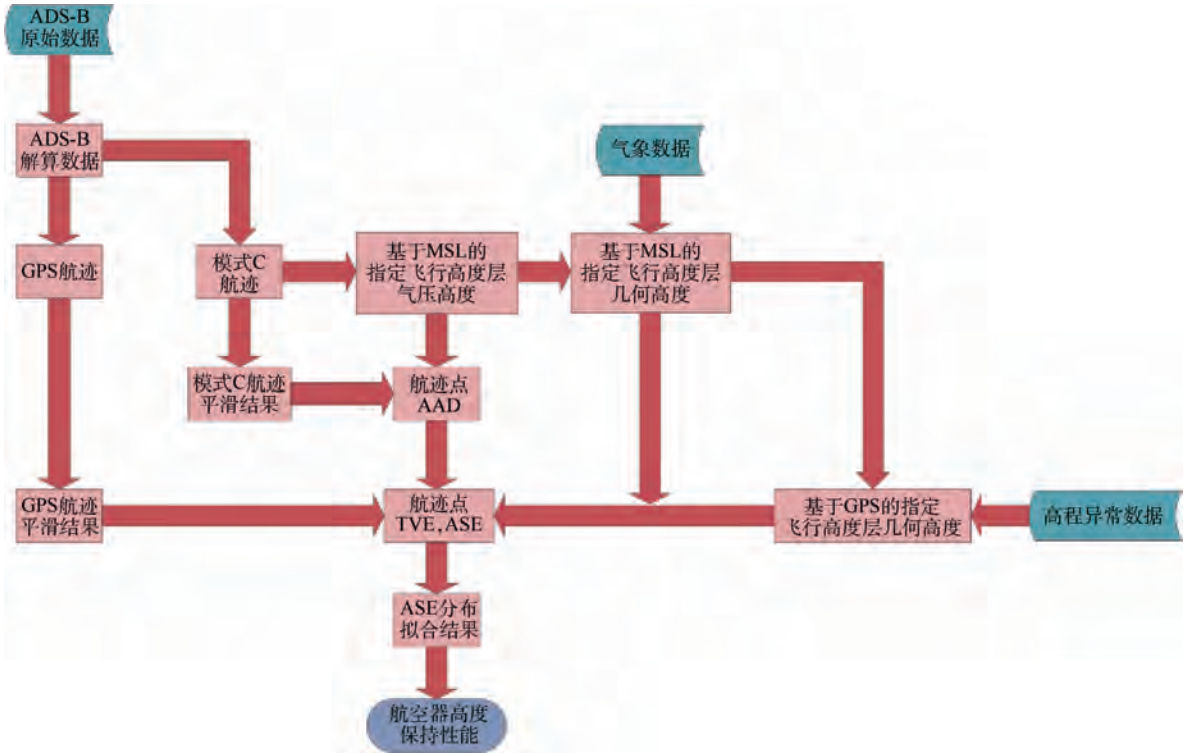 ADS-B
原始数据
ADS-B
解算数据
气象数据
GPS航迹
模式C
航迹
基于MSL的
指定飞行高度层
气压高度
基于MSL的
指定飞行高度层
几何高度
模式C航迹
平滑结果
航迹点
AAD
GPS航迹
平滑结果
航迹点
TVE,ASE
基于GPS的指定
飞行高度层几何高度
高程异常数据
ASE分布
拟合结果
航空器高度
保持性能